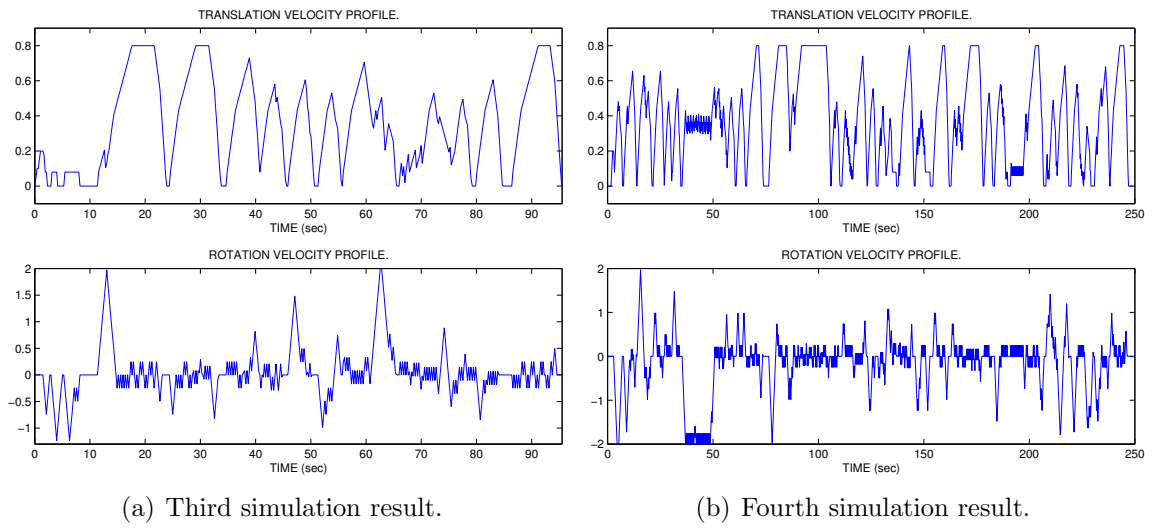 TRANSLATION VELOCITY PROFILE.
0.8
0.6
0.4
0.2
0
0 10 20 30 40 50 60 70 80 90
TIME (sec)
ROTATION VELOCITY PROFILE.
2
1.5
1
0.5
0
−0.5
−1
0 10 20 30 40 50 60 70 80 90
TIME (sec)
(a) Third simulation result.
TRANSLATION VELOCITY PROFILE.
0.8
0.6
0.4
0.2
0
0 50 100 150 200 250
TIME (sec)
ROTATION VELOCITY PROFILE.
2
1
0
−1
−2
0 50 100 150 200 250
TIME (sec)
(b) Fourth simulation result.